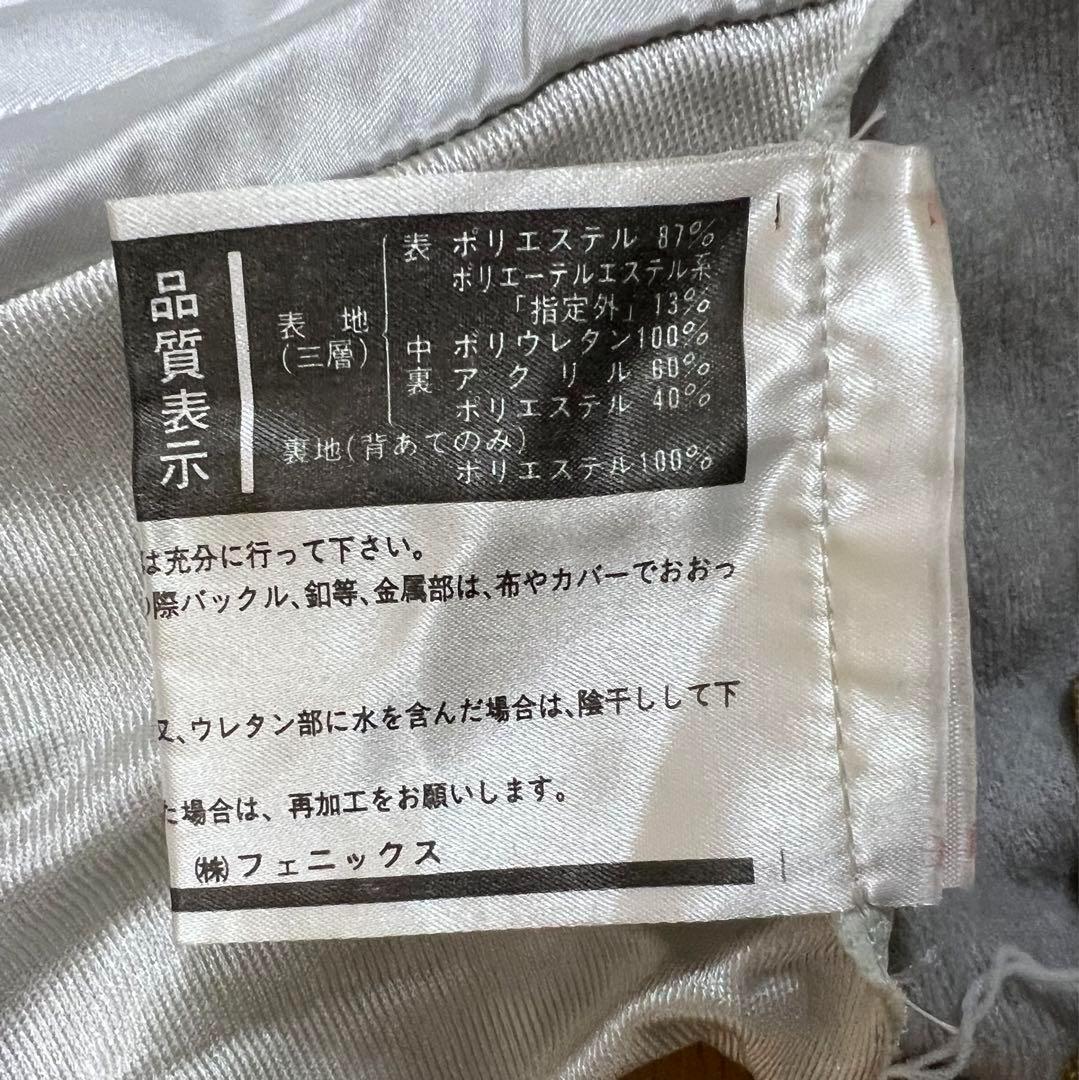 品質表示
表地
(三層)
表 ポリエステル 87%
ポリエーテルエステル系
「指定外」13%
中 ポリウレタン100%
裏 アクリル 60%
ポリエステル 40%
裏地(背あてのみ)
ポリエステル100%
は充分に行って下さい。
際バックル、釦等、金属部は、布やカバーでおおっ
又、ウレタン部に水を含んだ場合は、陰干しして下
た場合は、再加工をお願いします。
㈱フェニックス